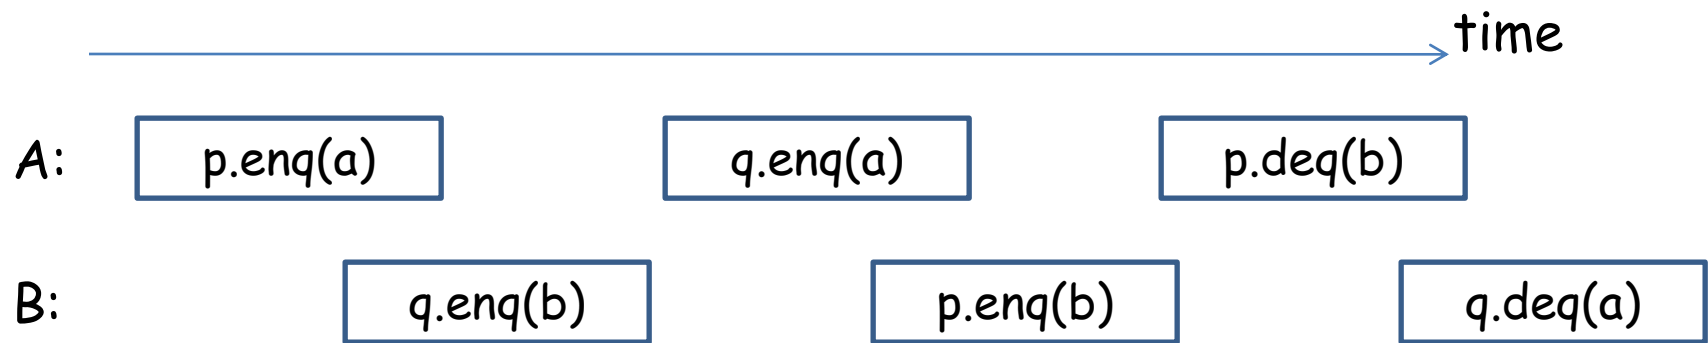 time
A: p.enq(a) q.enq(a) p.deq(b)
B: q.enq(b) p.enq(b) q.deq(a)